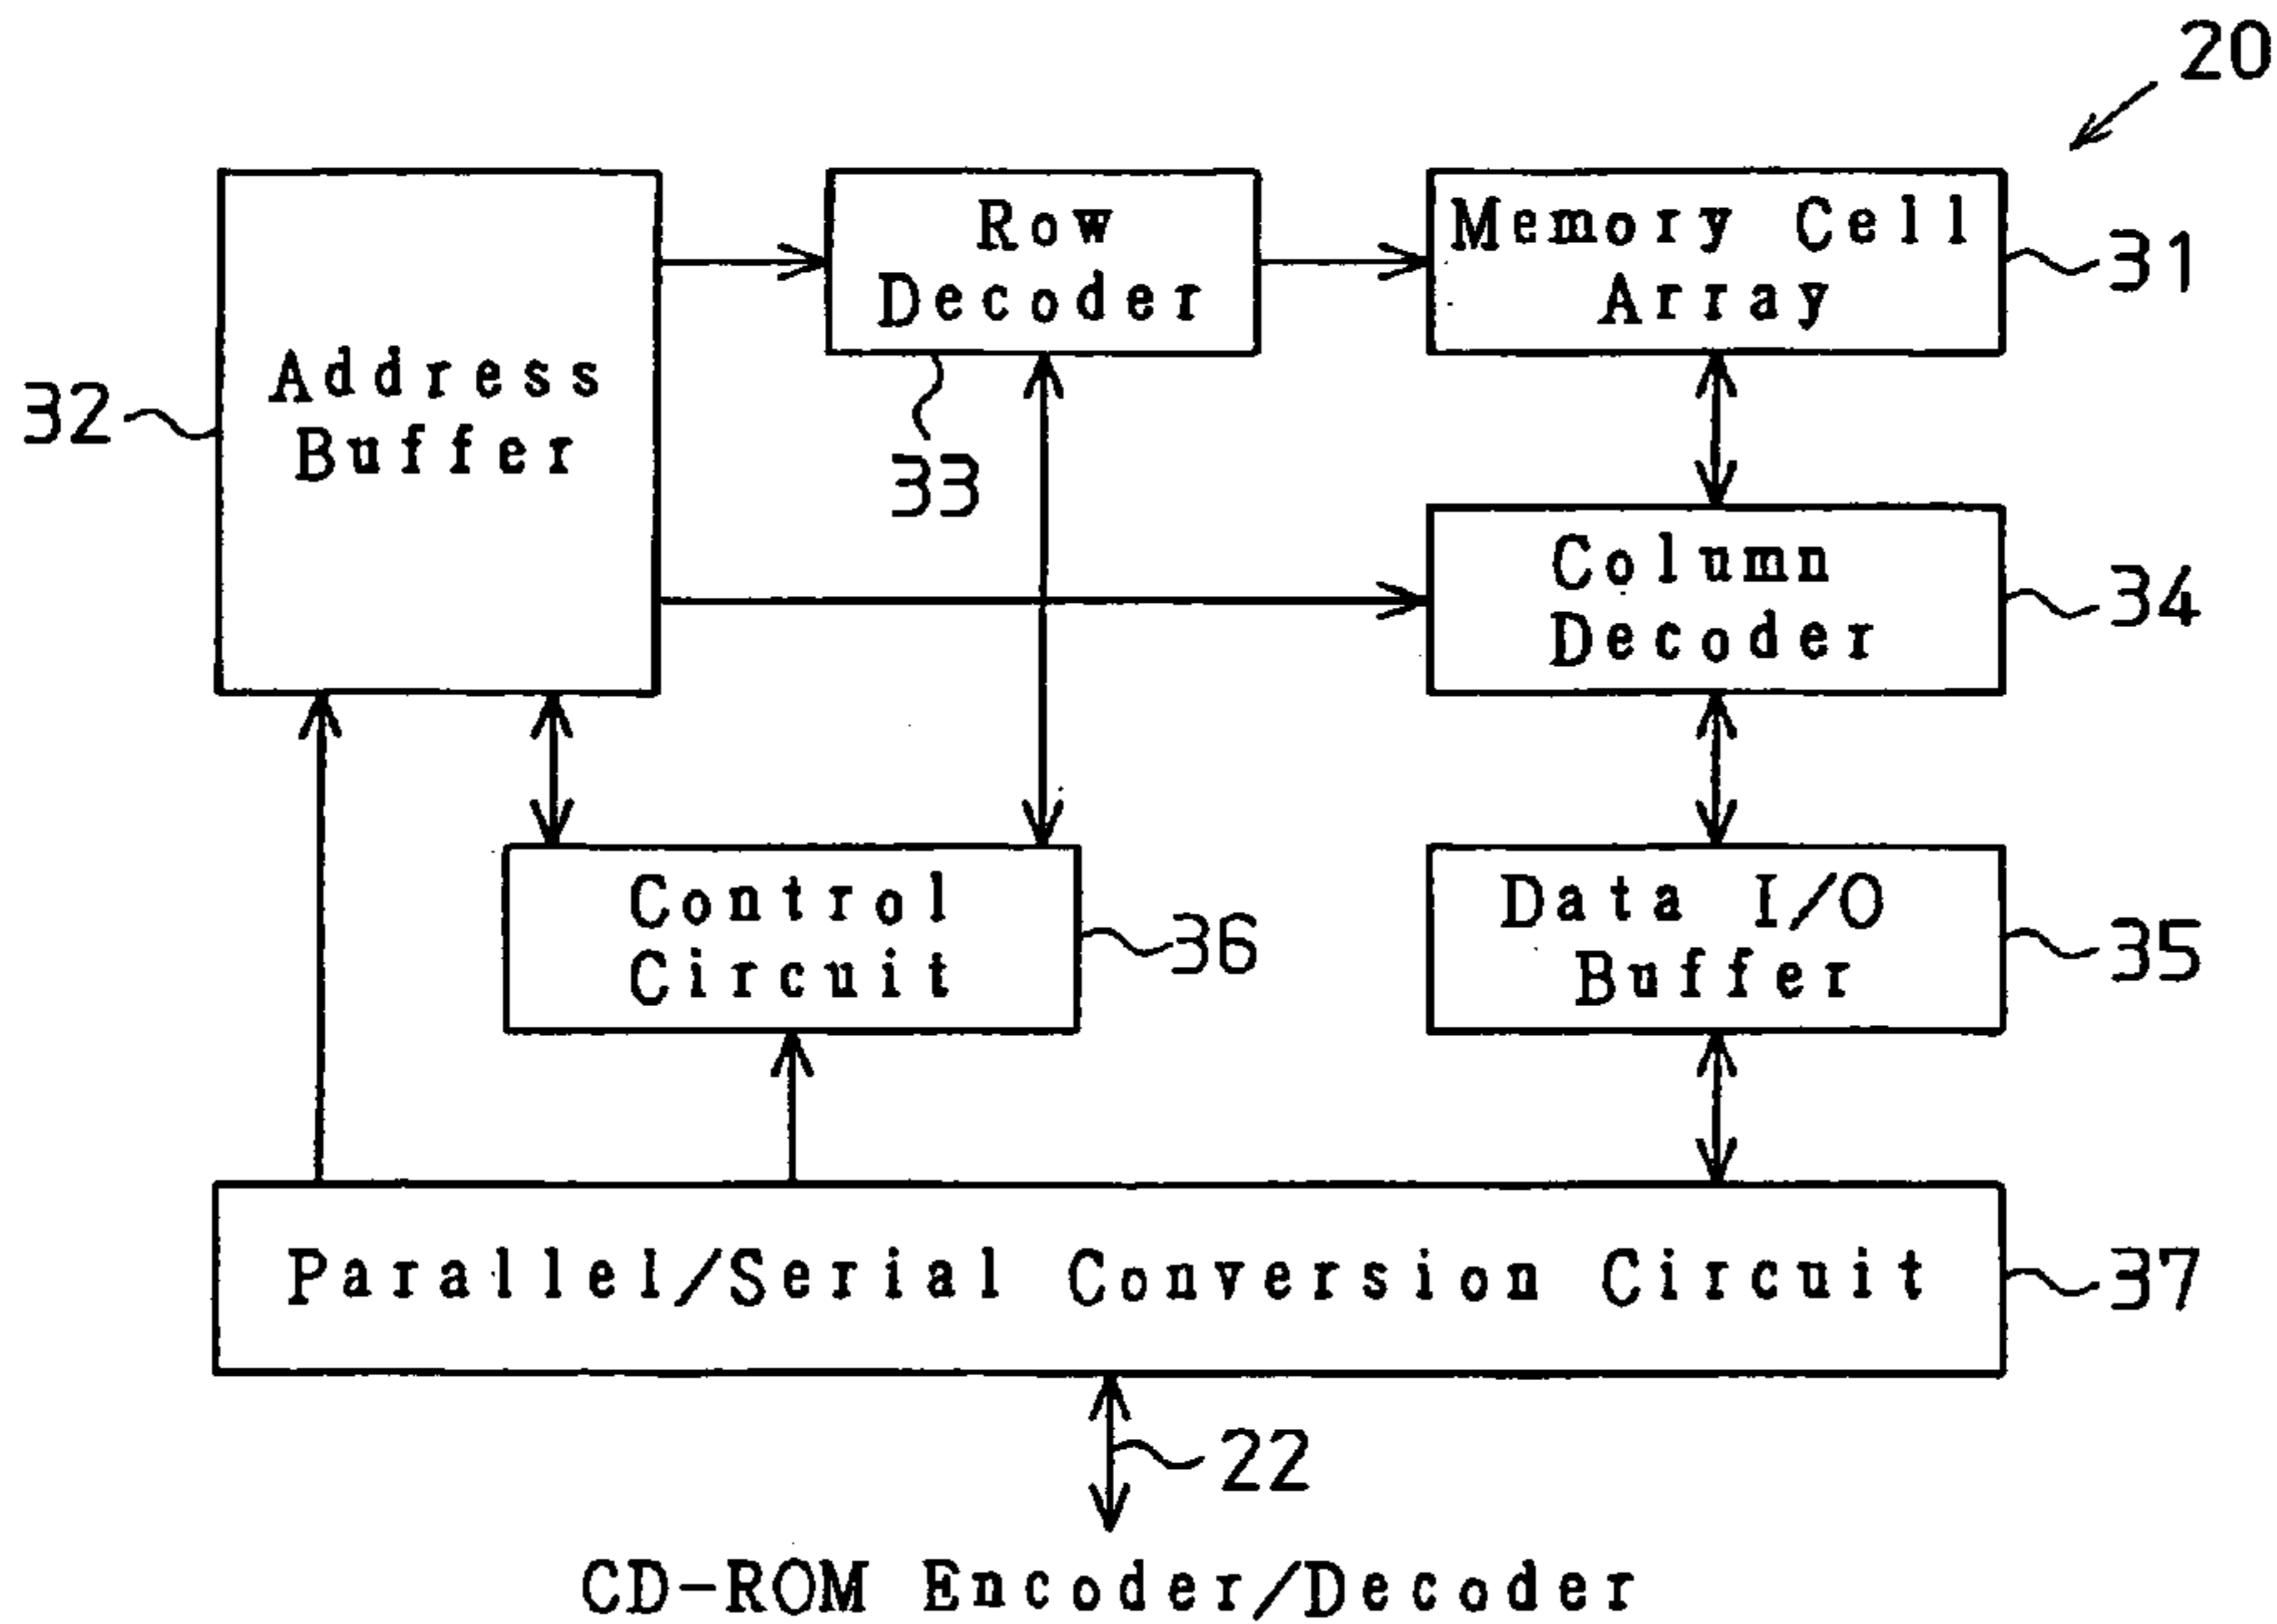 20
Row
Decoder
Memory Cell
Array
31
Address
Buffer
32
33
Column
Decoder
34
Control
Circuit
36
Data I/O
Buffer
35
Parallel/Serial Conversion Circuit
37
22
CD-ROM Encoder/Decoder